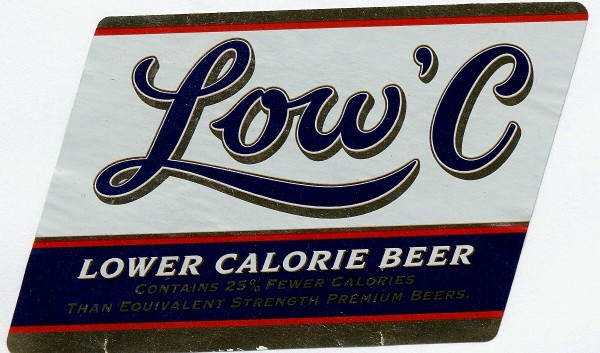 Low'C
LOWER CALORIE BEER
CONTAINS 25% FEWER CALORIES
THAN EQUIVALENT STRENGTH PREMIUM BEERS.